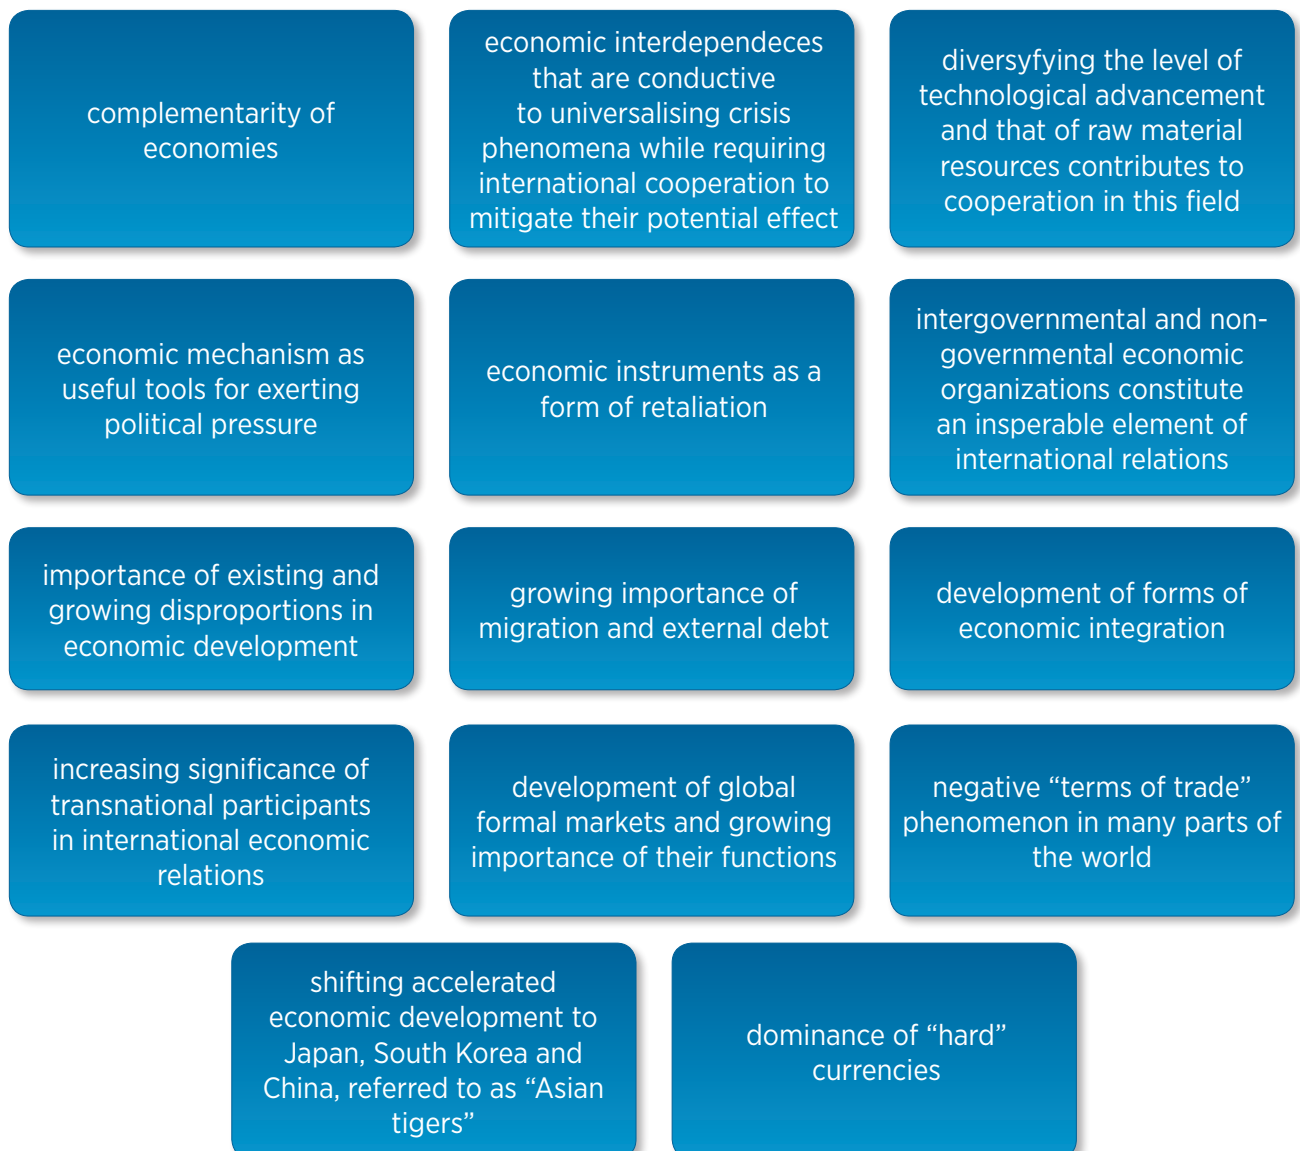 complementarity of
economies
economic interdependeces
that are conductive
to universalising crisis
phenomena while requiring
international cooperation to
mitigate their potential effect
diversyfying the level of
technological advancement
and that of raw material
resources contributes to
cooperation in this field
economic mechanism as
useful tools for exerting
political pressure
economic instruments as a
form of retaliation
intergovernmental and non-
governmental economic
organizations constitute
an insperable element of
international relations
importance of existing and
growing disproportions in
economic development
growing importance of
migration and external debt
development of forms of
economic integration
increasing significance of
transnational participants
in international economic
relations
development of global
formal markets and growing
importance of their functions
negative “terms of trade”
phenomenon in many parts of
the world
shifting accelerated
economic development to
Japan, South Korea and
China, referred to as “Asian
tigers”
dominance of “hard”
currencies